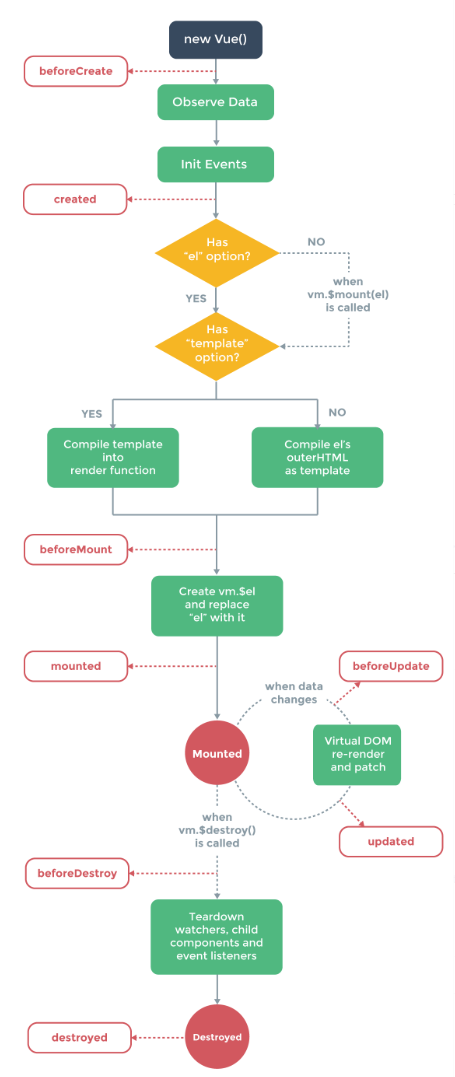 new Vue()
beforeCreate
Observe Data
Init Events
created
Has
"el" option?
NO
when
vm.$mount(el)
is called
YES
Has
"template"
option?
YES
NO
Compile template
into
render function
Compile el's
outerHTML
as template
beforeMount
Create vm.$el
and replace
"el" with it
mounted
beforeUpdate
when data
changes
Mounted
Virtual DOM
re-render
and patch
when
vm.$destroy()
is called
updated
beforeDestroy
Teardown
watchers, child
components and
event listeners
destroyed
Destroyed